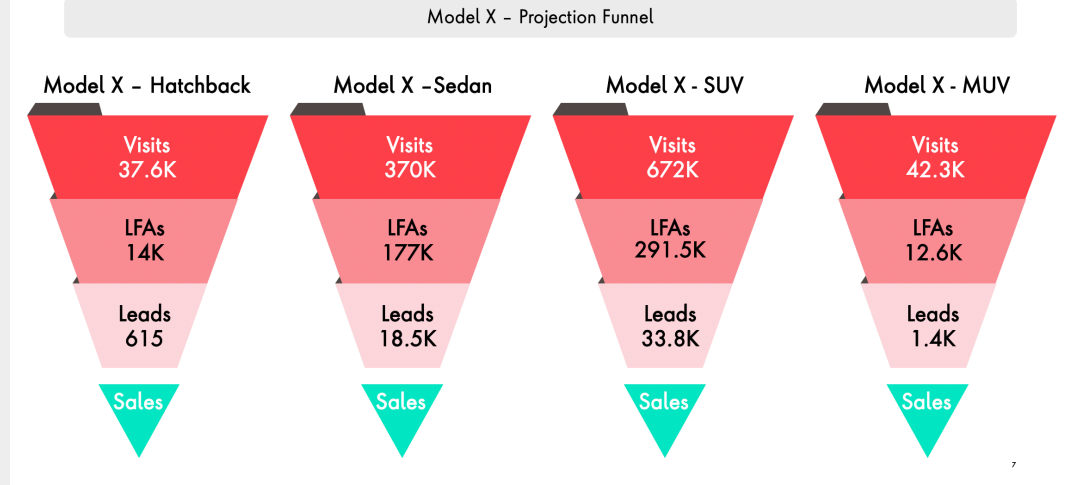 Model X – Projection Funnel
Model X – Hatchback
Visits
37.6K
LFAs
14K
Leads
615
Sales
Model X –Sedan
Visits
370K
LFAs
177K
Leads
18.5K
Sales
Model X - SUV
Visits
672K
LFAs
291.5K
Leads
33.8K
Sales
Model X - MUV
Visits
42.3K
LFAs
12.6K
Leads
1.4K
Sales
7